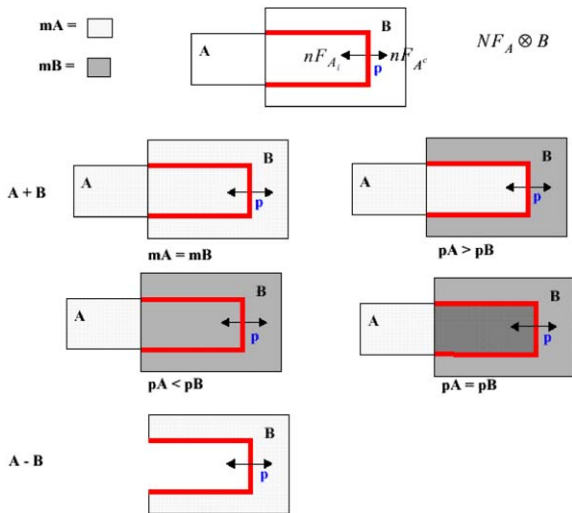 mA =
mB =
A
B
nF_{A_i}
nF_{A^c}
p
NF_A ⊗ B
A + B
A
B
p
mA = mB
A
B
p
pA > pB
A
B
p
pA < pB
A
B
p
pA = pB
A - B
B
p